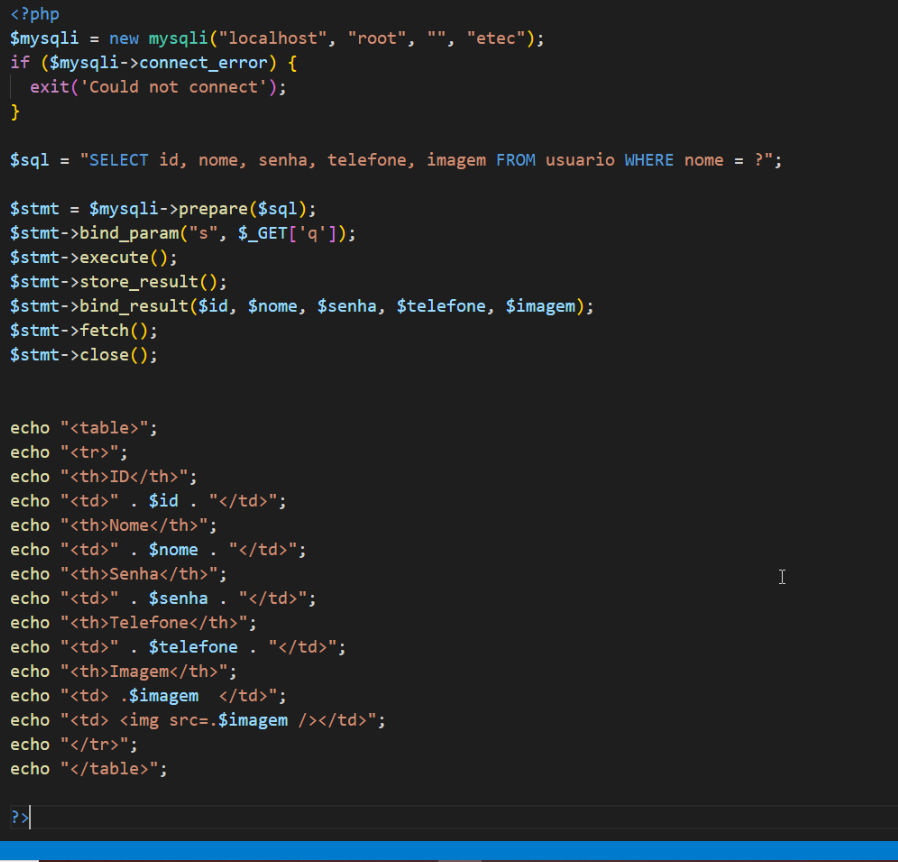 <?php
$mysqli = new mysqli("localhost", "root", "", "etec");
if ($mysqli->connect_error) {
  exit('Could not connect');
}
$sql = "SELECT id, nome, senha, telefone, imagem FROM usuario WHERE nome = ?";
$stmt = $mysqli->prepare($sql);
$stmt->bind_param("s", $_GET['q']);
$stmt->execute();
$stmt->store_result();
$stmt->bind_result($id, $nome, $senha, $telefone, $imagem);
$stmt->fetch();
$stmt->close();
echo "<table>";
echo "<tr>";
echo "<th>ID</th>";
echo "<td>" . $id . "</td>";
echo "<th>Nome</th>";
echo "<td>" . $nome . "</td>";
echo "<th>Senha</th>";
echo "<td>" . $senha . "</td>";
echo "<th>Telefone</th>";
echo "<td>" . $telefone . "</td>";
echo "<th>Imagem</th>";
echo "<td> .$imagem  </td>";
echo "<td> <img src=.$imagem /></td>";
echo "</tr>";
echo "</table>";
?>